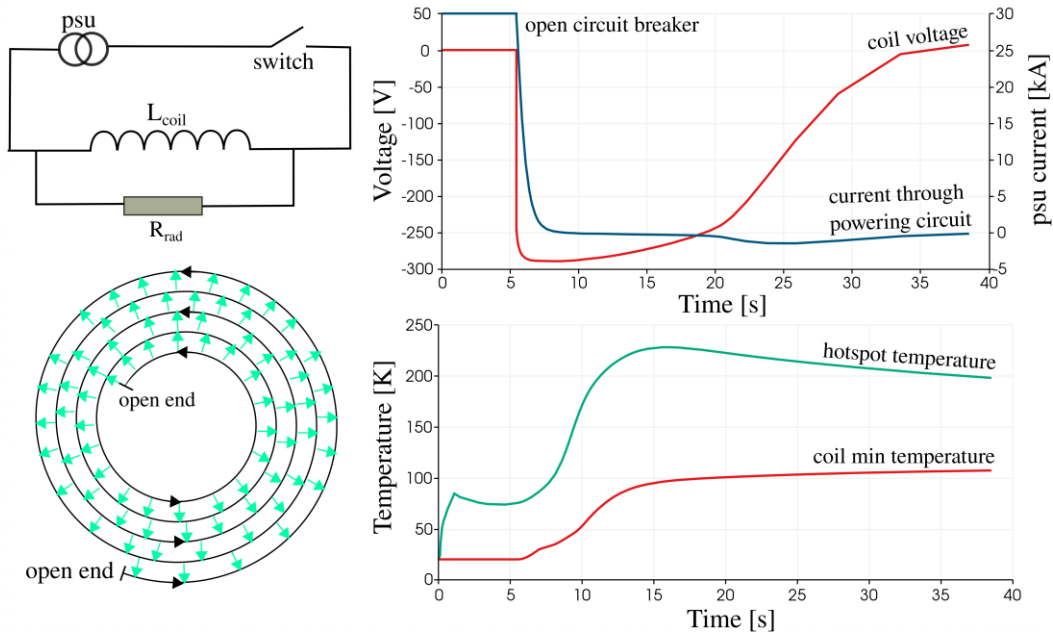 psu
switch
L_coil
R_rad
open end
open end
open circuit breaker
coil voltage
current through
powering circuit
Voltage [V]
50
0
-50
-100
-150
-200
-250
-300
psu current [kA]
30
25
20
15
10
5
0
5
0
5
10
15
20
25
30
35
40
Time [s]
hotspot temperature
coil min temperature
Temperature [K]
250
200
150
100
50
0
0
5
10
15
20
25
30
35
40
Time [s]